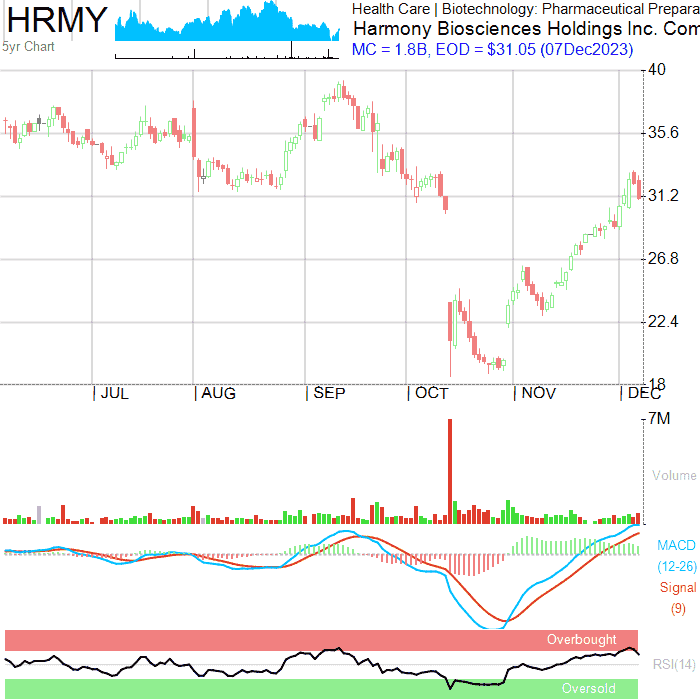 HRMY
5yr Chart
Health Care | Biotechnology: Pharmaceutical Prepara
Harmony Biosciences Holdings Inc. Com
MC = 1.8B, EOD = $31.05 (07Dec2023)
40
35.6
31.2
26.8
22.4
18
JUL AUG SEP OCT NOV DEC
7M
Volume
MACD
(12-26)
Signal
(9)
Overbought
RSI(14)
Oversold